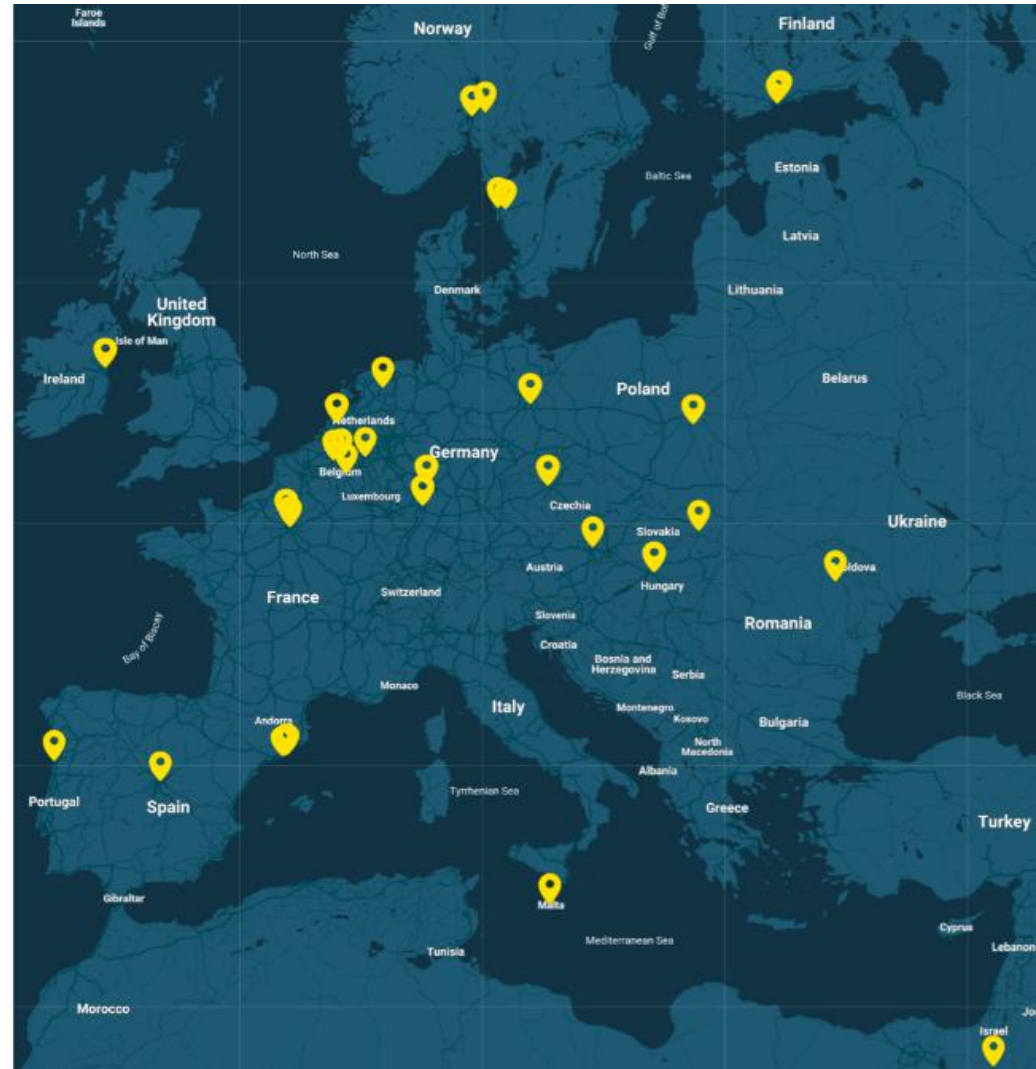 Faroe
Islands
Norway
Finland
Gulf of Bot
Estonia
Baltic Sea
Latvia
North Sea
Denmark
Lithuania
United
Kingdom
Isle of Man
Ireland
Poland
Belarus
Netherlands
Germany
Belgium
Luxembourg
Czechia
Slovakia
Ukraine
Austria
Hungary
ldova
France
Switzerland
Slovenia
Romania
Croatia
Bay of Biscay
Bosnia and
Herzegovina
Serbia
Monaco
Italy
Montenegro
Kosovo
Black Sea
Andorra
Bulgaria
North
Macedonia
Albania
Tyrrhenian Sea
Portugal
Spain
Greece
Turkey
Gibraltar
Malta
Cyprus
Mediterranean Sea
Lebanon
Tunisia
Morocco
Jo
Israel